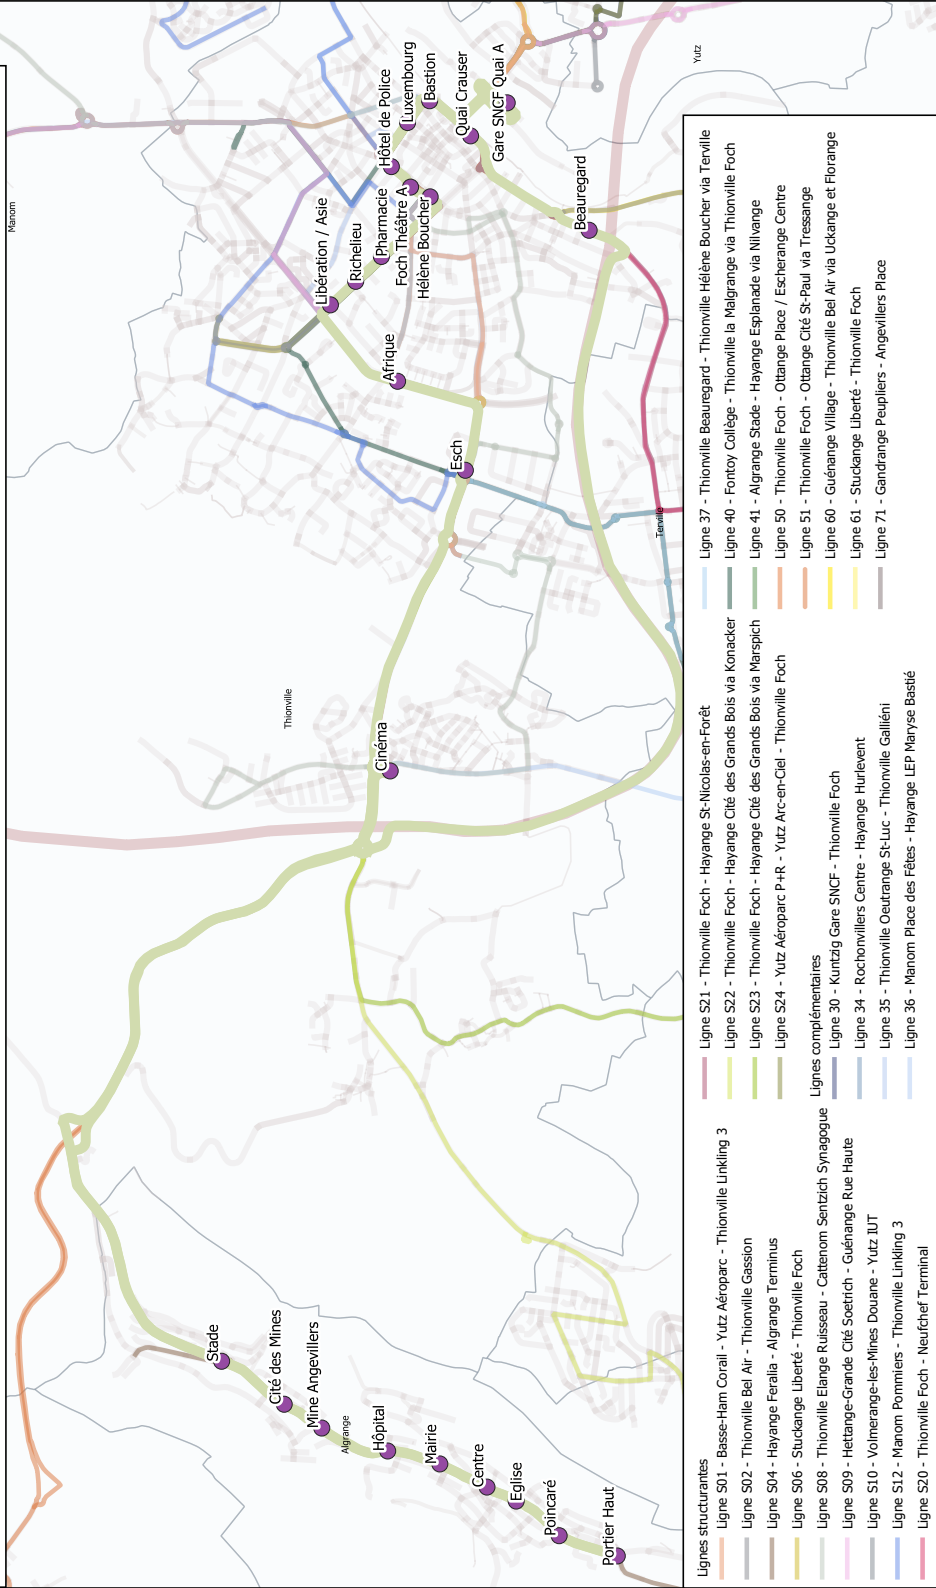 Manom
Yutz
Thionville
Terville
Algrange
Gare SNCF Quai A
Quai Crauser
Bastion
Luxembourg
Hôtel de Police
Foch Théâtre A
Hélène Boucher
Pharmacie
Richelieu
Libération / Asie
Beauregard
Afrique
Esch
Cinéma
Stade
Cité des Mines
Mine Angevillers
Hôpital
Mairie
Centre
Eglise
Poincaré
Portier Haut
Lignes structurantes
Ligne S01 - Basse-Ham Corail - Yutz Aéroparc - Thionville Linkling 3
Ligne S02 - Thionville Bel Air - Thionville Gassion
Ligne S04 - Hayange Feralia - Algrange Terminus
Ligne S06 - Stuckange Liberté - Thionville Foch
Ligne S08 - Thionville Elange Ruisseau - Cattenom Sentzich Synagogue
Ligne S09 - Hettange-Grande Cité Soetrich - Guénange Rue Haute
Ligne S10 - Volmerange-les-Mines Douane - Yutz IUT
Ligne S12 - Manom Pommiers - Thionville Linkling 3
Ligne S20 - Thionville Foch - Neufchef Terminal
Ligne S21 - Thionville Foch - Hayange St-Nicolas-en-Forêt
Ligne S22 - Thionville Foch - Hayange Cité des Grands Bois via Konacker
Ligne S23 - Thionville Foch - Hayange Cité des Grands Bois via Marspich
Ligne S24 - Yutz Aéroparc P+R - Yutz Arc-en-Ciel - Thionville Foch
Lignes complémentaires
Ligne 30 - Kuntzig Gare SNCF - Thionville Foch
Ligne 34 - Rochonvillers Centre - Hayange Hurlevent
Ligne 35 - Thionville Oeutrange St-Luc - Thionville Galliéni
Ligne 36 - Manom Place des Fêtes - Hayange LEP Maryse Bastié
Ligne 37 - Thionville Beauregard - Thionville Hélène Boucher via Terville
Ligne 40 - Fontoy Collège - Thionville la Malgrange via Thionville Foch
Ligne 41 - Algrange Stade - Hayange Esplanade via Nilvange
Ligne 50 - Thionville Foch - Ottange Place / Escherange Centre
Ligne 51 - Thionville Foch - Ottange Cité St-Paul via Tressange
Ligne 60 - Guénange Village - Thionville Bel Air via Uckange et Florange
Ligne 61 - Stuckange Liberté - Thionville Foch
Ligne 71 - Gandrange Peupliers - Angevillers Place